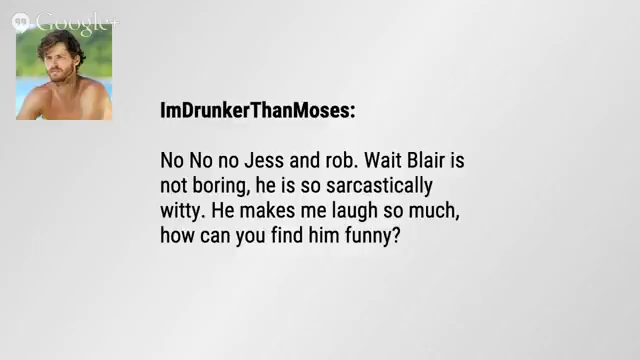 Google+
ImDrunkerThanMoses:
No No no Jess and rob. Wait Blair is
not boring, he is so sarcastically
witty. He makes me laugh so much,
how can you find him funny?